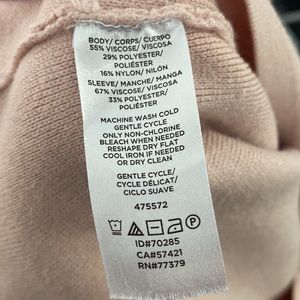 BODY/ CORPS/ CUERPO
55% VISCOSE/ VISCOSA
29% POLYESTER/
POLIÉSTER
16% NYLON/ NILÓN
SLEEVE/ MANCHE/ MANGA
67% VISCOSE/ VISCOSA
33% POLYESTER/
POLIÉSTER
MACHINE WASH COLD
GENTLE CYCLE
ONLY NON-CHLORINE
BLEACH WHEN NEEDED
RESHAPE DRY FLAT
COOL IRON IF NEEDED
OR DRY CLEAN
GENTLE CYCLE/
CYCLE DÉLICAT/
CICLO SUAVE
475572
P
ID#70285
CA#57421
RN#77379